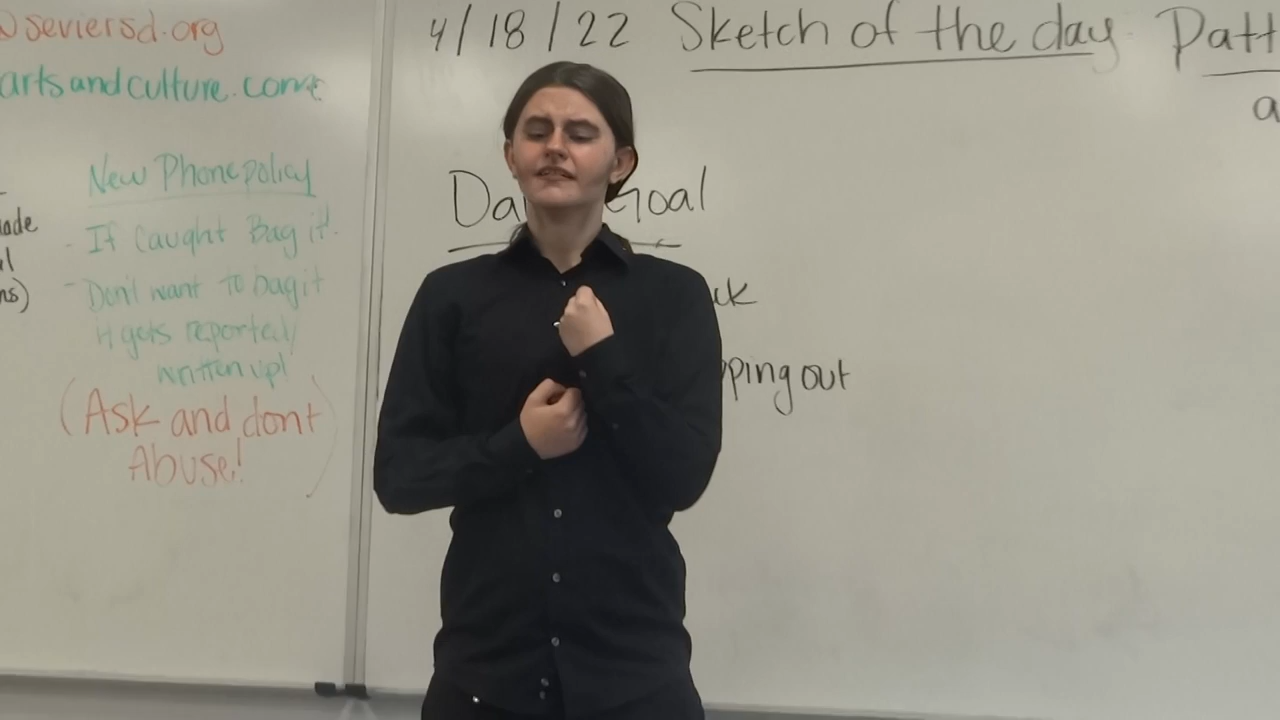 seviersd.org
artsandculture.com
New Phone policy
- If Caught Bag it!
- Don't want To bag it
it gets reported/
written up!
(Ask and dont
Abuse!)
4/18/22 Sketch of the day
Goal
out